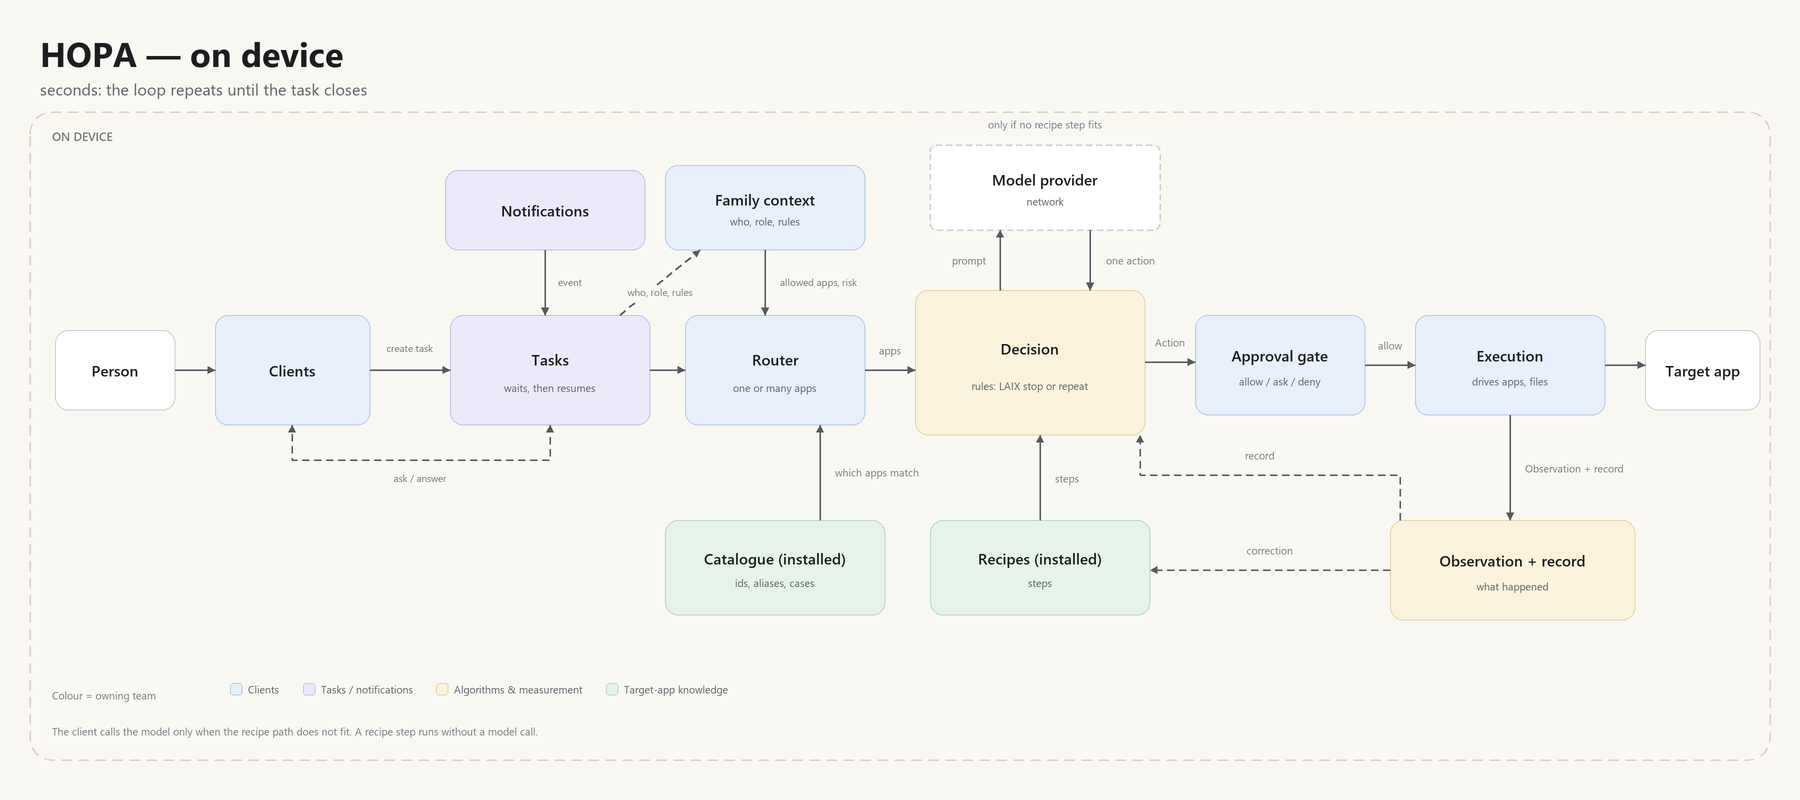 HOPA — on device
seconds: the loop repeats until the task closes
ON DEVICE
only if no recipe step fits
Model provider
network
Notifications
Family context
who, role, rules
event
who, role, rules
allowed apps, risk
prompt
one action
Person
Clients
create task
Tasks
waits, then resumes
Router
one or many apps
apps
Decision
rules: LAIX stop or repeat
Action
Approval gate
allow / ask / deny
allow
Execution
drives apps, files
Target app
ask / answer
which apps match
steps
record
Observation + record
Catalogue (installed)
ids, aliases, cases
Recipes (installed)
steps
correction
Observation + record
what happened
Colour = owning team
Clients
Tasks / notifications
Algorithms & measurement
Target-app knowledge
The client calls the model only when the recipe path does not fit. A recipe step runs without a model call.